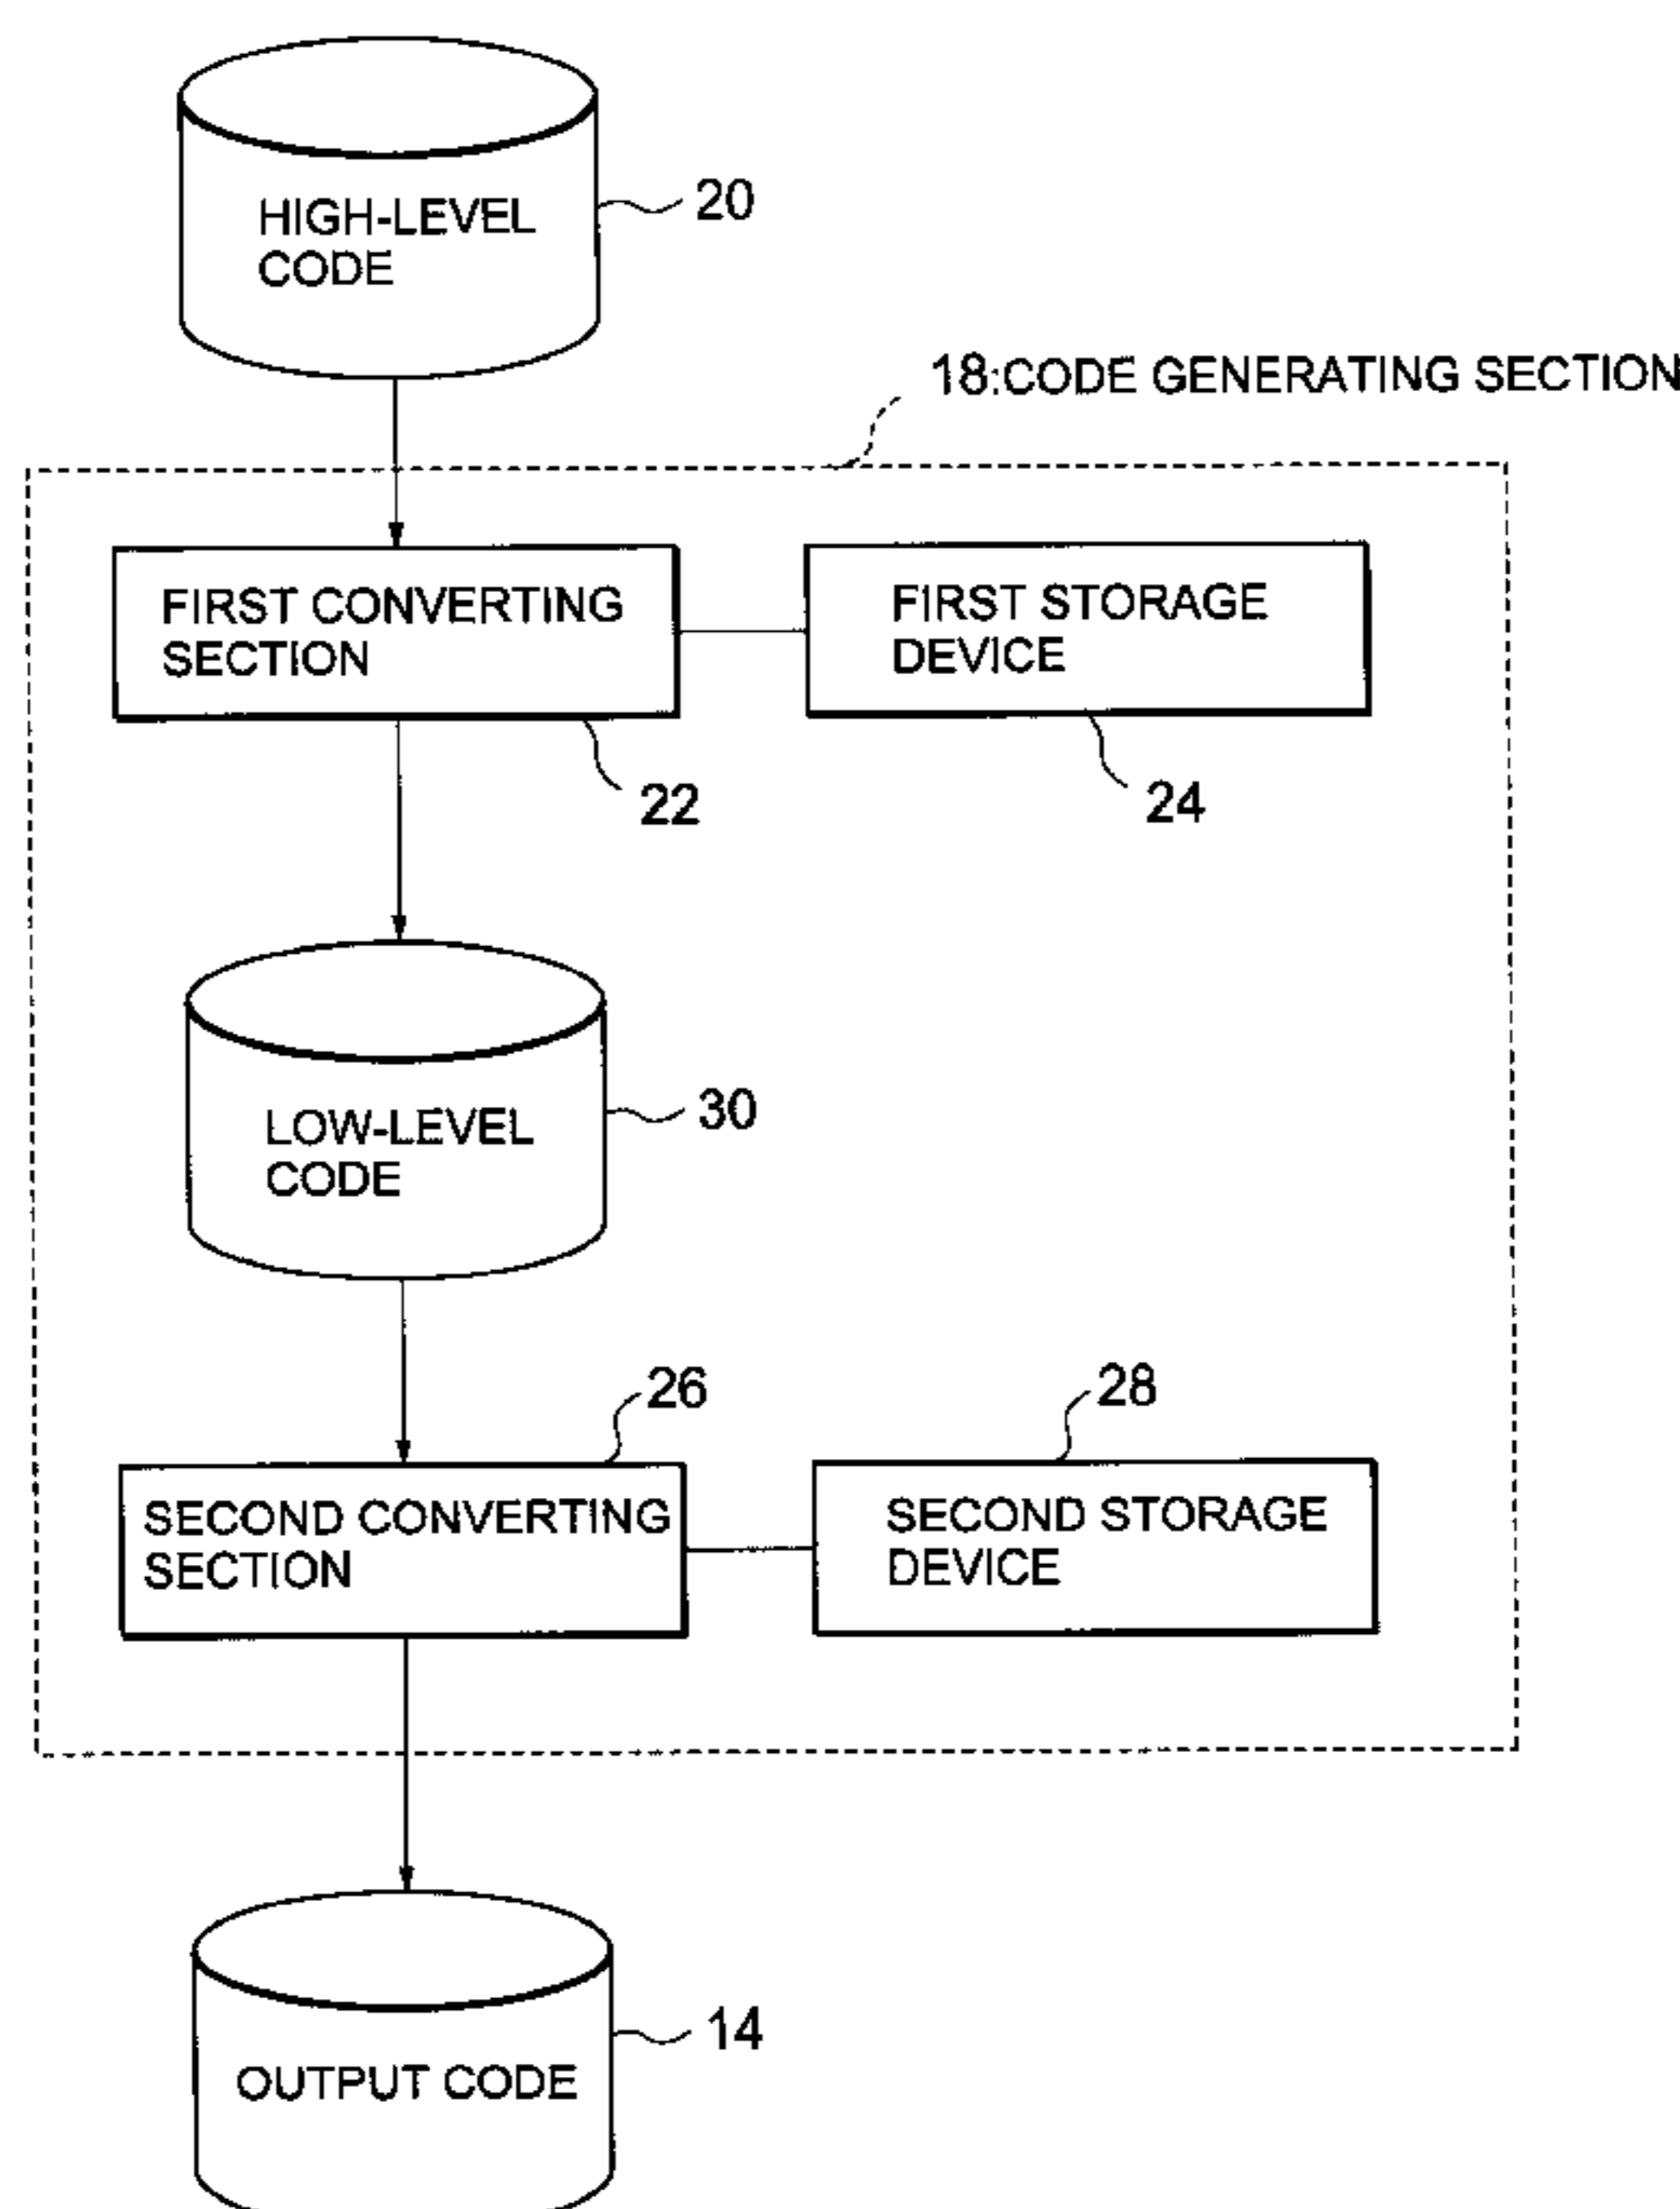 HIGH-LEVEL
CODE
20
18:CODE GENERATING SECTION
FIRST CONVERTING
SECTION
FIRST STORAGE
DEVICE
22
24
LOW-LEVEL
CODE
30
26
28
SECOND CONVERTING
SECTION
SECOND STORAGE
DEVICE
14
OUTPUT CODE